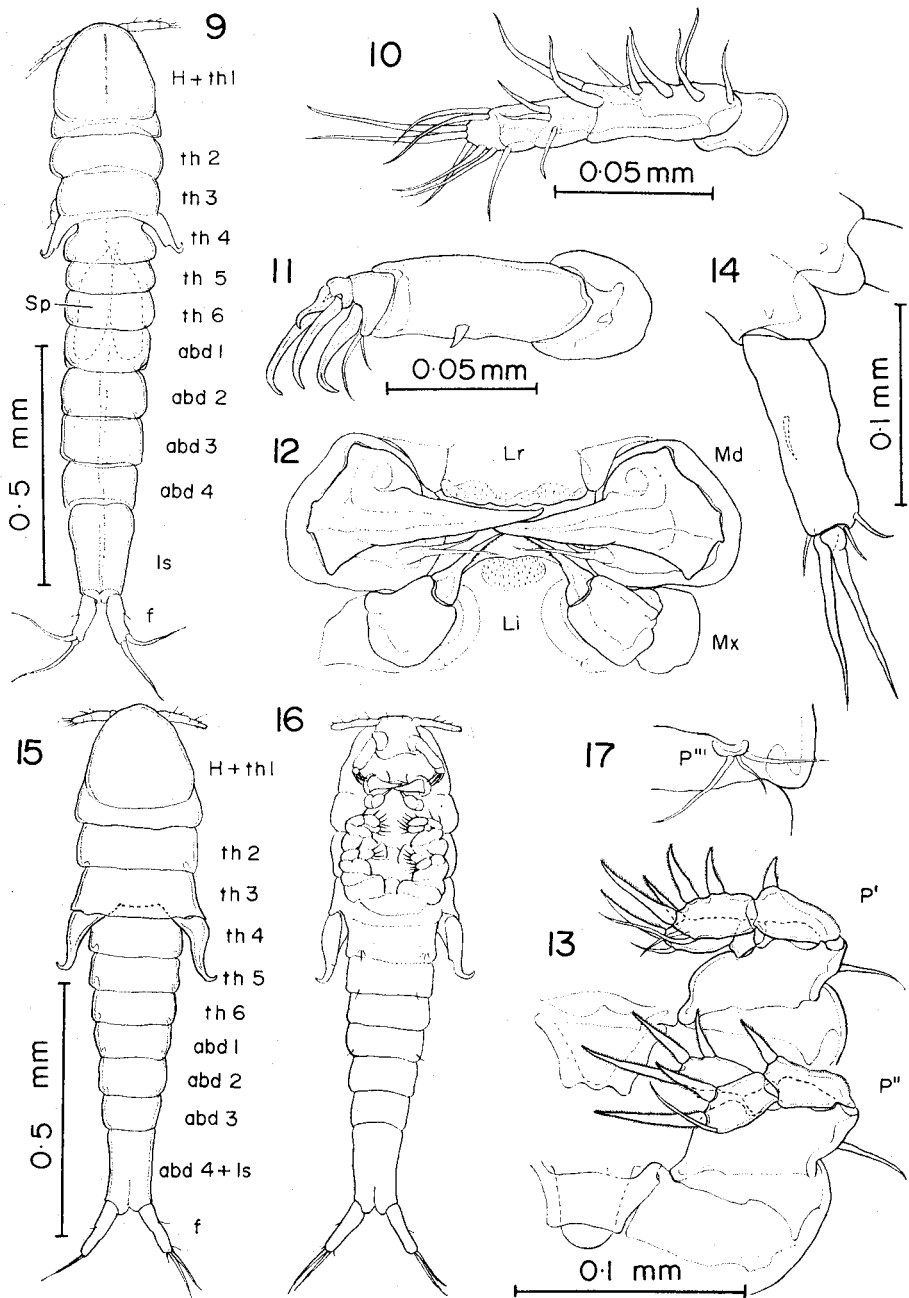 9
H + th1
th 2
th 3
th 4
th 5
Sp
th 6
abd 1
abd 2
abd 3
abd 4
ls
f
0·5 mm
10
0·05 mm
11
0·05 mm
12
Lr
Md
Li
Mx
14
0·1 mm
15
H + th1
th 2
th 3
th 4
th 5
th 6
abd 1
abd 2
abd 3
abd 4 + ls
f
0·5 mm
16
17
P'''
13
P'
P''
0·1 mm